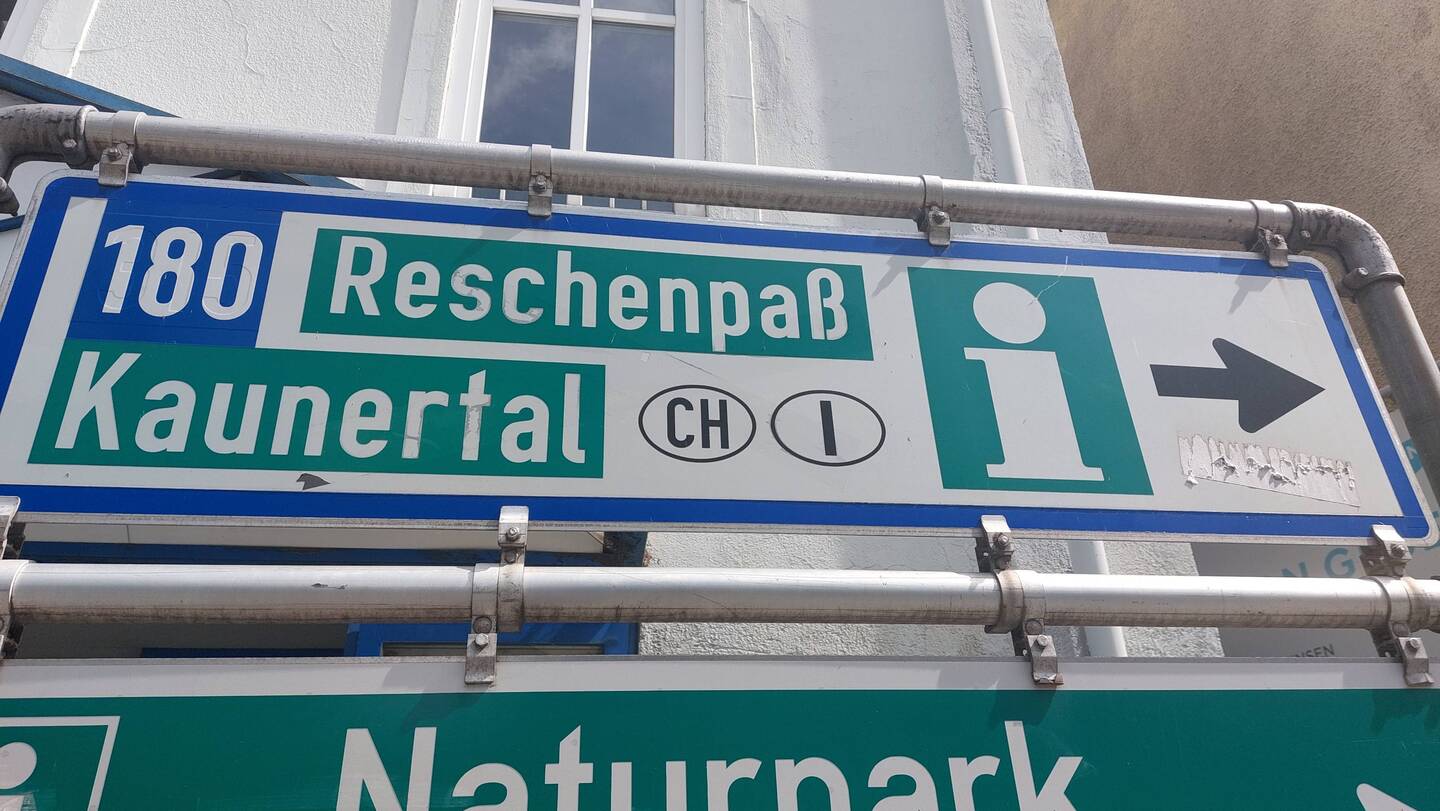 180 Reschenpaß
Kaunertal CH I i
Naturpark